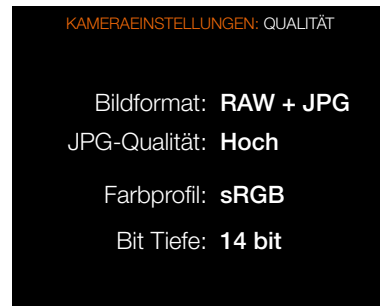 KAMERAEINSTELLUNGEN: QUALITÄT
Bildformat: RAW + JPG
JPG-Qualität: Hoch
Farbprofil: sRGB
Bit Tiefe: 14 bit